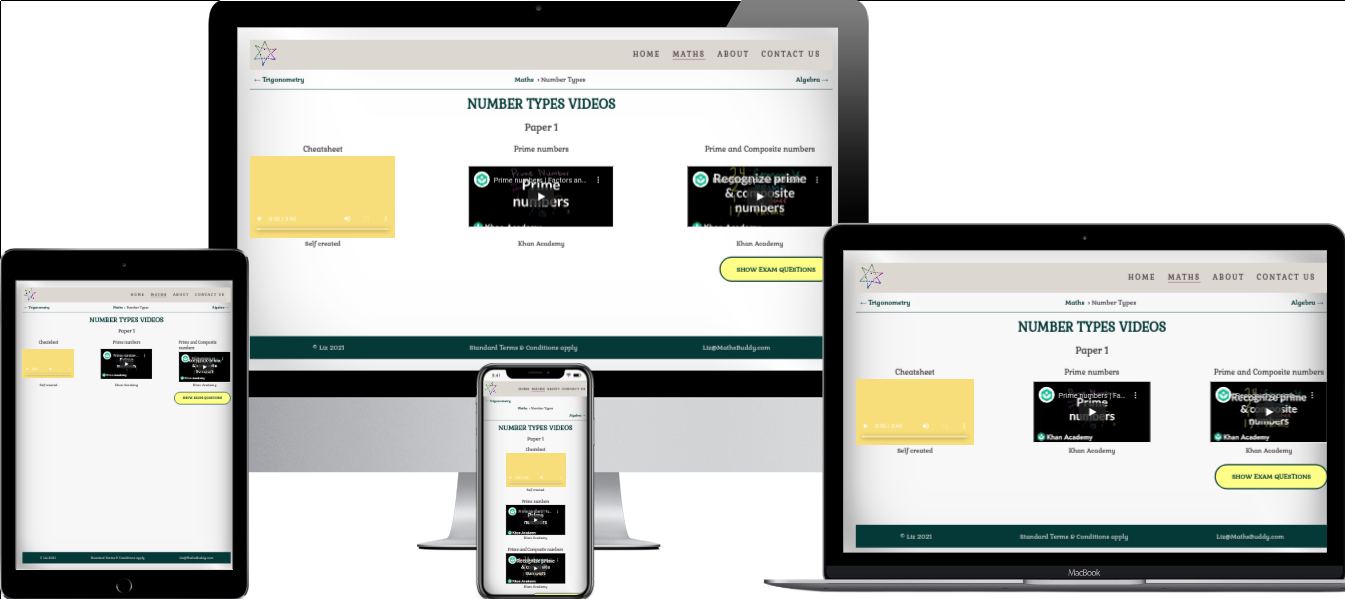 HOME MATHS ABOUT CONTACT US
← Trigonometry Maths › Number Types Algebra →
NUMBER TYPES VIDEOS
Paper 1
Cheatsheet Prime numbers Prime and Composite numbers
Prime numbers | Factors an...
Prime
numbers
Recognize prime
& composite
numbers
Khan Academy
0:00 / 0:40
Self created Khan Academy Khan Academy
SHOW EXAM QUESTIONS
© Liz 2021 Standard Terms & Conditions apply Liz@MathsBuddy.com
HOME MATHS ABOUT CONTACT US
← Trigonometry Maths › Number Types Algebra →
NUMBER TYPES VIDEOS
Paper 1
Cheatsheet Prime numbers Prime and Composite
numbers
Self created Khan Academy Khan Academy
SHOW EXAM QUESTIONS
© Liz 2021 Standard Terms & Conditions apply Liz@MathsBuddy.com
9:41
HOME MATHS ABOUT CONTACT US
← Trigonometry
Maths › Number Types
Algebra →
NUMBER TYPES VIDEOS
Paper 1
Cheatsheet
Self created
Prime numbers
Prime
numbers
Khan Academy
Khan Academy
Prime and Composite numbers
Recognize prime
& composite
numbers
Khan Academy
Khan Academy
HOME MATHS ABOUT CONTACT US
← Trigonometry Maths › Number Types Algebra →
NUMBER TYPES VIDEOS
Paper 1
Cheatsheet Prime numbers Prime and Composite numbers
Prime numbers | Fa...
Prime
numbers
Khan Academy
Recognize prime
& composite
numbers
Khan Academy
Self created Khan Academy Khan Academy
SHOW EXAM QUESTIONS
© Liz 2021 Standard Terms & Conditions apply Liz@MathsBuddy.com
MacBook